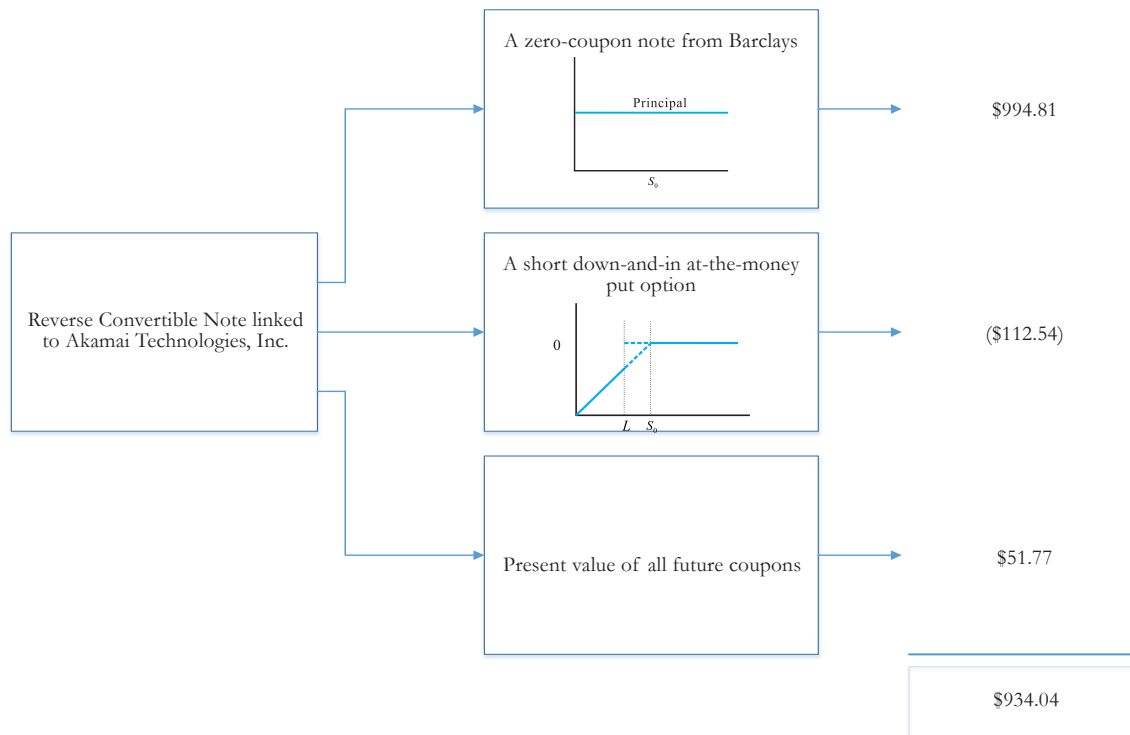 A zero-coupon note from Barclays
Principal
S₀
$994.81
Reverse Convertible Note linked
to Akamai Technologies, Inc.
A short down-and-in at-the-money
put option
0
L S₀
($112.54)
Present value of all future coupons
$51.77
$934.04